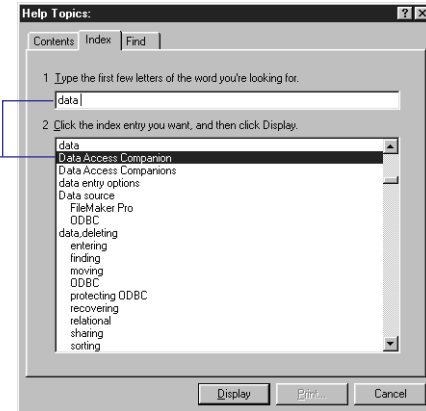 Help Topics:
Contents Index Find
1 Type the first few letters of the word you're looking for.
data
2 Click the index entry you want, and then click Display.
data
Data Access Companion
Data Access Companions
data entry options
Data source
FileMaker Pro
ODBC
data,deleting
entering
finding
moving
ODBC
protecting ODBC
recovering
relational
sharing
sorting
Display Print... Cancel